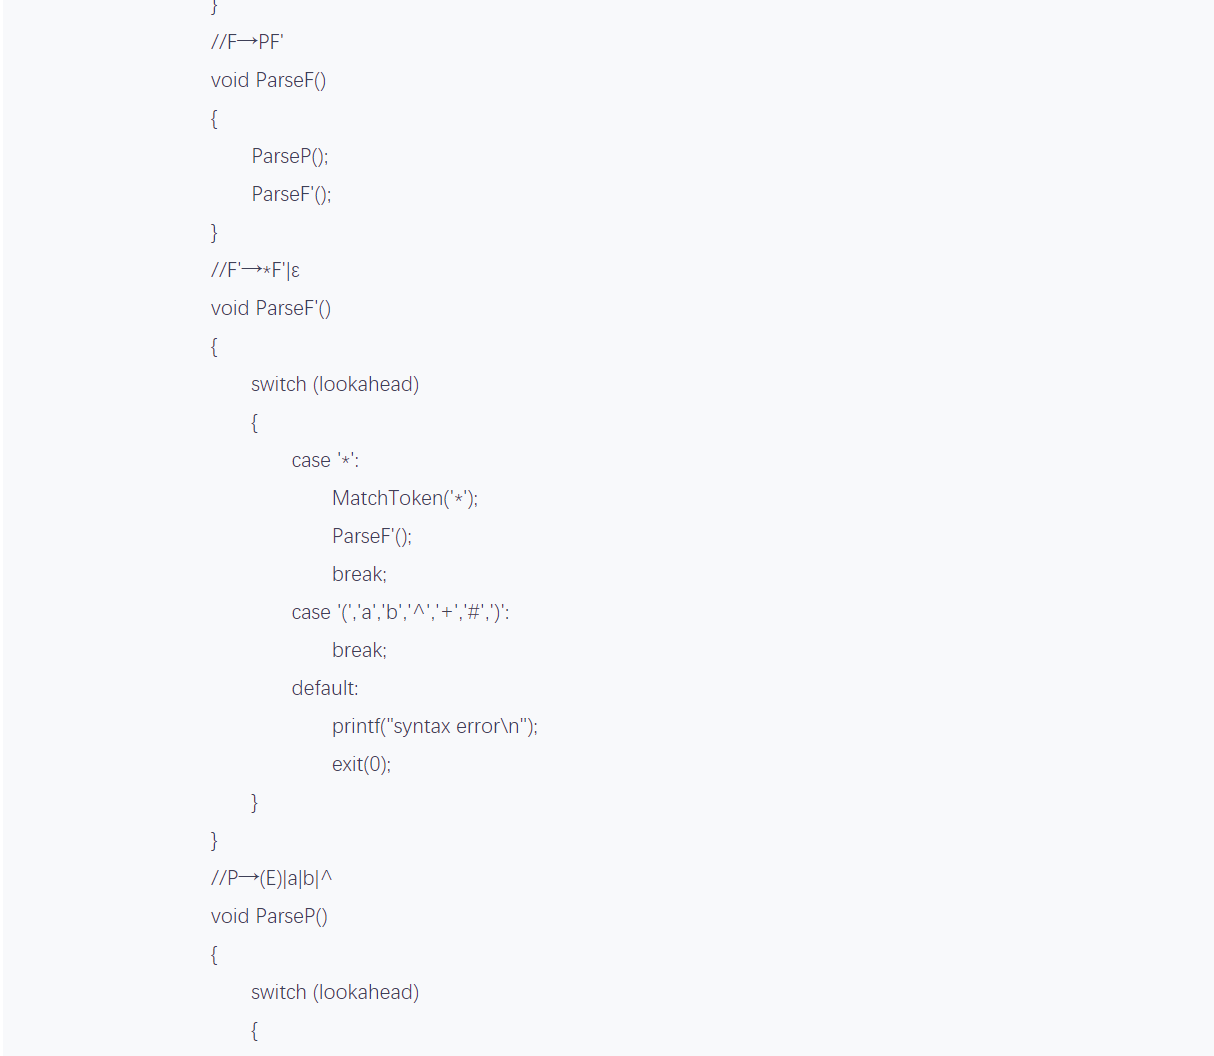 }
//F→PF'
void ParseF()
{
ParseP();
ParseF'();
}
//F'→*F'|ε
void ParseF'()
{
switch (lookahead)
{
case '*':
MatchToken('*');
ParseF'();
break;
case '(','a','b','^','+','#',')':
break;
default:
printf("syntax error\n");
exit(0);
}
}
//P→(E)|a|b|^
void ParseP()
{
switch (lookahead)
{